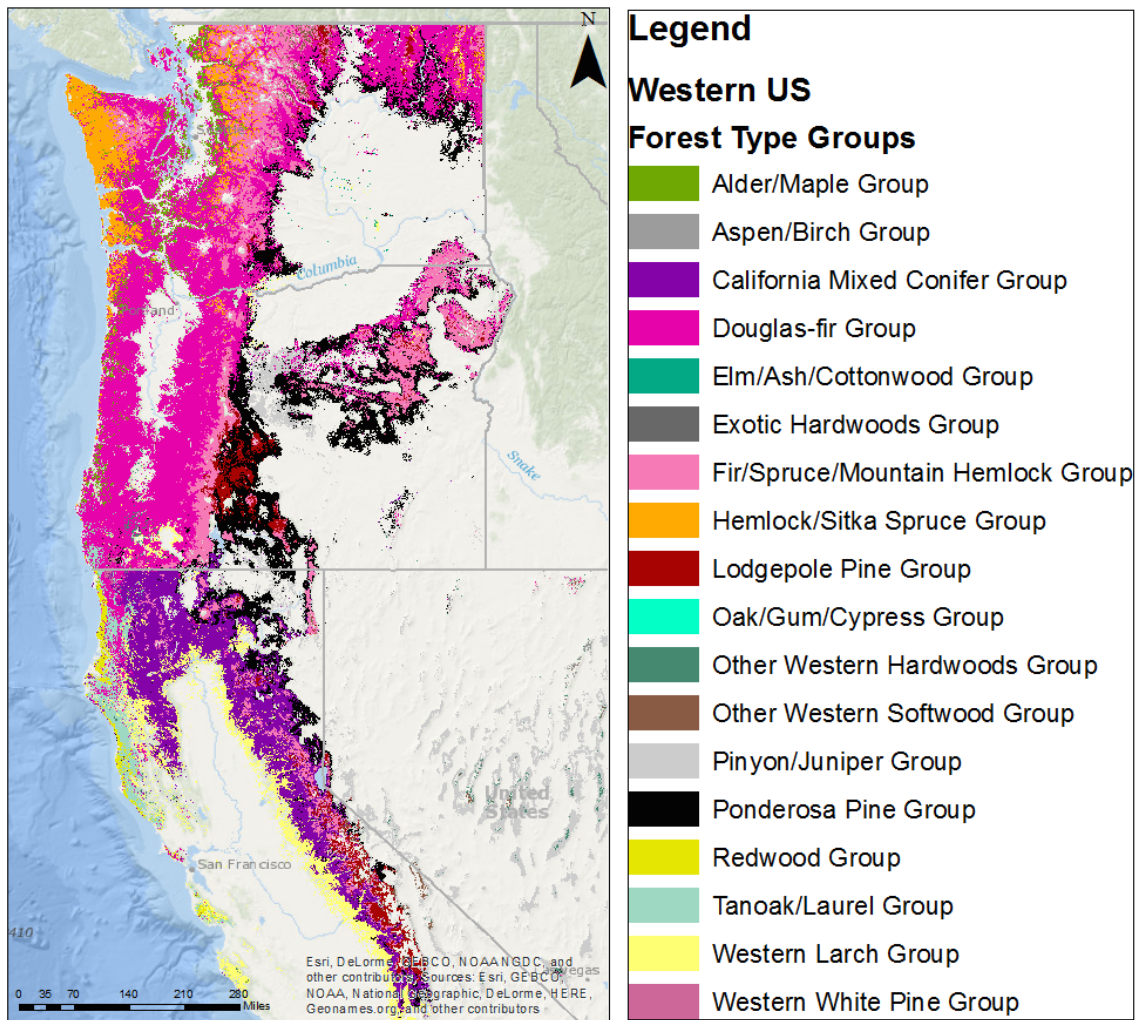 N
Seattle
Columbia
Portland
Snake
United
States
San Francisco
410
Las Vegas
Esri, DeLorme, GEBCO, NOAA NGDC, and
other contributors, Sources: Esri, GEBCO,
NOAA, National Geographic, DeLorme, HERE,
Geonames.org, and other contributors
0 35 70 140 210 280
Miles
Legend
Western US
Forest Type Groups
Alder/Maple Group
Aspen/Birch Group
California Mixed Conifer Group
Douglas-fir Group
Elm/Ash/Cottonwood Group
Exotic Hardwoods Group
Fir/Spruce/Mountain Hemlock Group
Hemlock/Sitka Spruce Group
Lodgepole Pine Group
Oak/Gum/Cypress Group
Other Western Hardwoods Group
Other Western Softwood Group
Pinyon/Juniper Group
Ponderosa Pine Group
Redwood Group
Tanoak/Laurel Group
Western Larch Group
Western White Pine Group